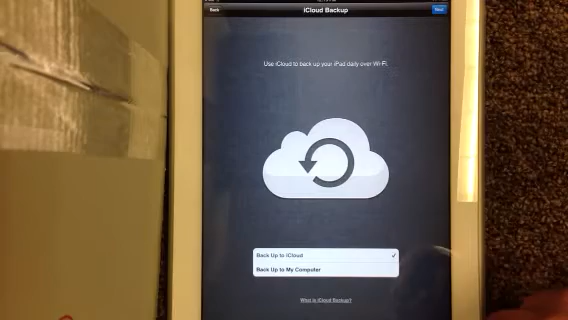 Back
iCloud Backup
Next
Use iCloud to back up your iPad daily over Wi-Fi.
Back Up to iCloud
Back Up to My Computer
What is iCloud Backup?